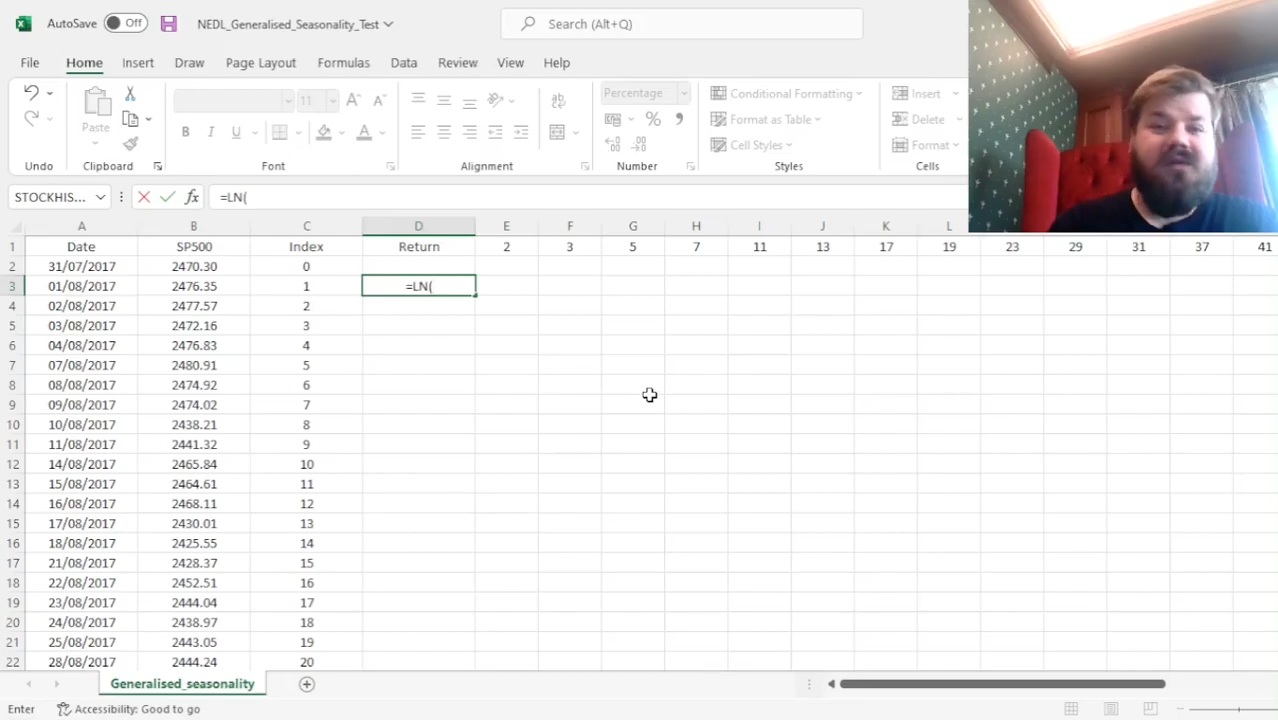 AutoSave Off NEDL_Generalised_Seasonality_Test Search (Alt+Q)
File Home Insert Draw Page Layout Formulas Data Review View Help
11 A A Percentage Conditional Formatting Insert
Paste B I U A % Format as Table Delete
Cell Styles Format
Undo Clipboard Font Alignment Number Styles Cells
STOCKHIS... fx =LN(
A B C D E F G H I J K L
1 Date SP500 Index Return 2 3 5 7 11 13 17 19 23 29 31 37 41
2 31/07/2017 2470.30 0
3 01/08/2017 2476.35 1 =LN(
4 02/08/2017 2477.57 2
5 03/08/2017 2472.16 3
6 04/08/2017 2476.83 4
7 07/08/2017 2480.91 5
8 08/08/2017 2474.92 6
9 09/08/2017 2474.02 7
10 10/08/2017 2438.21 8
11 11/08/2017 2441.32 9
12 14/08/2017 2465.84 10
13 15/08/2017 2464.61 11
14 16/08/2017 2468.11 12
15 17/08/2017 2430.01 13
16 18/08/2017 2425.55 14
17 21/08/2017 2428.37 15
18 22/08/2017 2452.51 16
19 23/08/2017 2444.04 17
20 24/08/2017 2438.97 18
21 25/08/2017 2443.05 19
22 28/08/2017 2444.24 20
Generalised_seasonality
Enter Accessibility: Good to go